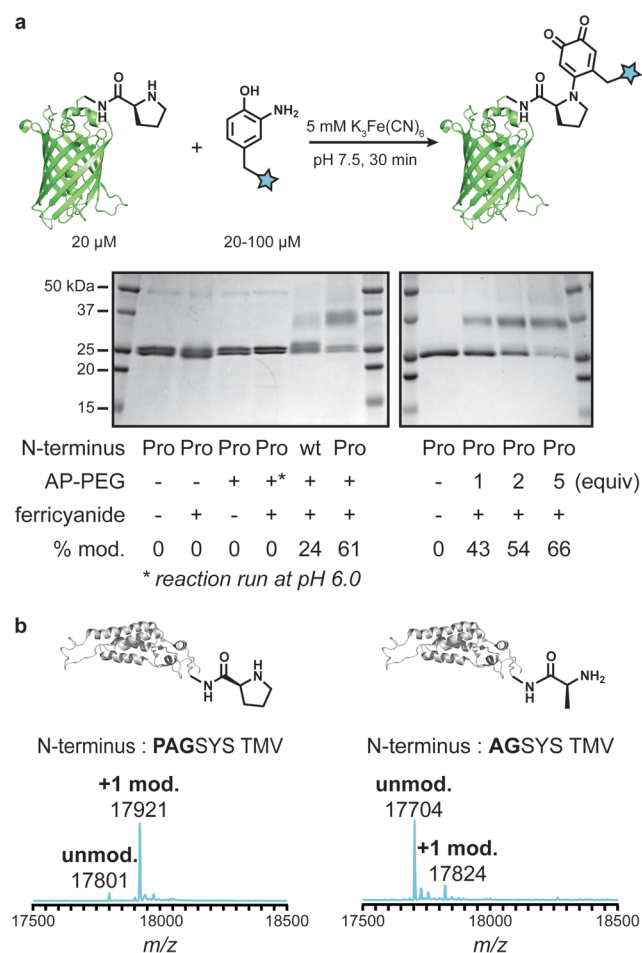 a
O
H
N
N
H
OH
NH₂
5 mM K₃Fe(CN)₆
pH 7.5, 30 min
O
O
O
N
N
H
+
20 µM
20-100 µM
50 kDa
37
25
20
15
N-terminus Pro Pro Pro Pro wt Pro Pro Pro Pro Pro
AP-PEG - - + +* + + - 1 2 5 (equiv)
ferricyanide - + - + + + - + + +
% mod. 0 0 0 0 24 61 0 43 54 66
* reaction run at pH 6.0
b
O
H
N
N
H
O
NH₂
N
H
N-terminus : PAGSYS TMV
N-terminus : AGSYS TMV
+1 mod.
17921
unmod.
17801
unmod.
17704
+1 mod.
17824
17500 18000 18500
m/z
17500 18000 18500
m/z